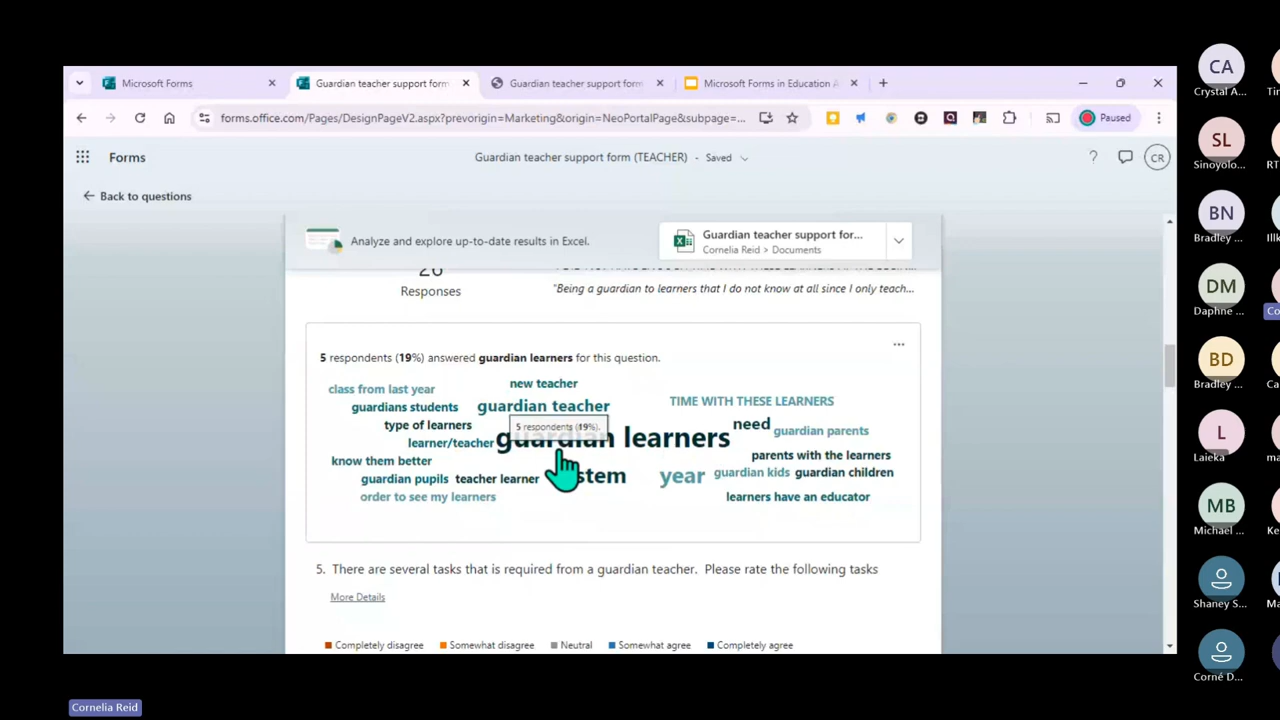 Microsoft Forms
Guardian teacher support form
Guardian teacher support form
Microsoft Forms in Education A
forms.office.com/Pages/DesignPageV2.aspx?prevorigin=Marketing&origin=NeoPortalPage&subpage=...
Paused
Forms
Guardian teacher support form (TEACHER) - Saved
?
CR
Back to questions
Analyze and explore up-to-date results in Excel.
Guardian teacher support for...
Cornelia Reid > Documents
26
Responses
"Being a guardian to learners that I do not know at all since I only teach...
5 respondents (19%) answered guardian learners for this question.
...
class from last year
new teacher
guardians students
guardian teacher
TIME WITH THESE LEARNERS
type of learners
5 respondents (19%).
need
guardian parents
learner/teacher
guardian learners
know them better
parents with the learners
guardian pupils
teacher learner
stem
year
guardian kids
guardian children
order to see my learners
learners have an educator
5. There are several tasks that is required from a guardian teacher. Please rate the following tasks
More Details
Completely disagree
Somewhat disagree
Neutral
Somewhat agree
Completely agree
CA
Crystal A...
SL
Sinoyolo...
BN
Bradley ...
DM
Daphne ...
BD
Bradley ...
L
Laieka
MB
Michael ...
Shaney S...
Corné D...
Cornelia Reid